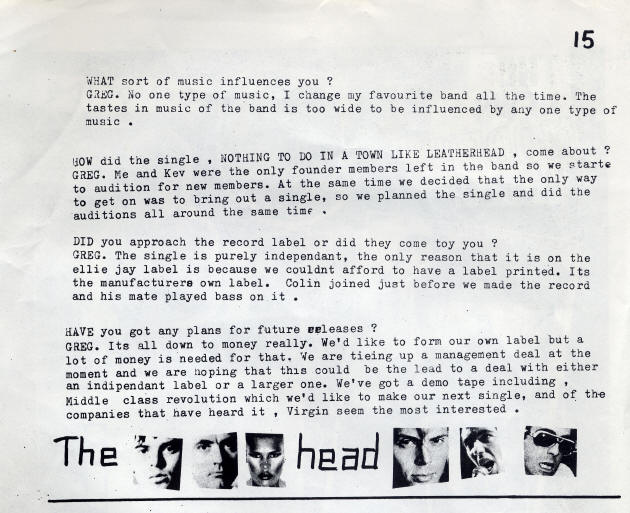 15
WHAT sort of music influences you ?
GREG. No one type of music, I change my favourite band all the time. The
tastes in music of the band is too wide to be influenced by any one type of
music .
HOW did the single , NOTHING TO DO IN A TOWN LIKE LEATHERHEAD , come about ?
GREG. Me and Kev were the only founder members left in the band so we starte
to audition for new members. At the same time we decided that the only way
to get on was to bring out a single, so we planned the single and did the
auditions all around the same time .
DID you approach the record label or did they come toy you ?
GREG. The single is purely independant, the only reason that it is on the
ellie jay label is because we couldnt afford to have a label printed. Its
the manufacturers own label. Colin joined just before we made the record
and his mate played bass on it .
HAVE you got any plans for future releases ?
GREG. Its all down to money really. We'd like to form our own label but a
lot of money is needed for that. We are tieing up a management deal at the
moment and we are hoping that this could be the lead to a deal with either
an indipendant label or a larger one. We've got a demo tape including ,
Middle class revolution which we'd like to make our next single, and of the
companies that have heard it , Virgin seem the most interested .
The head